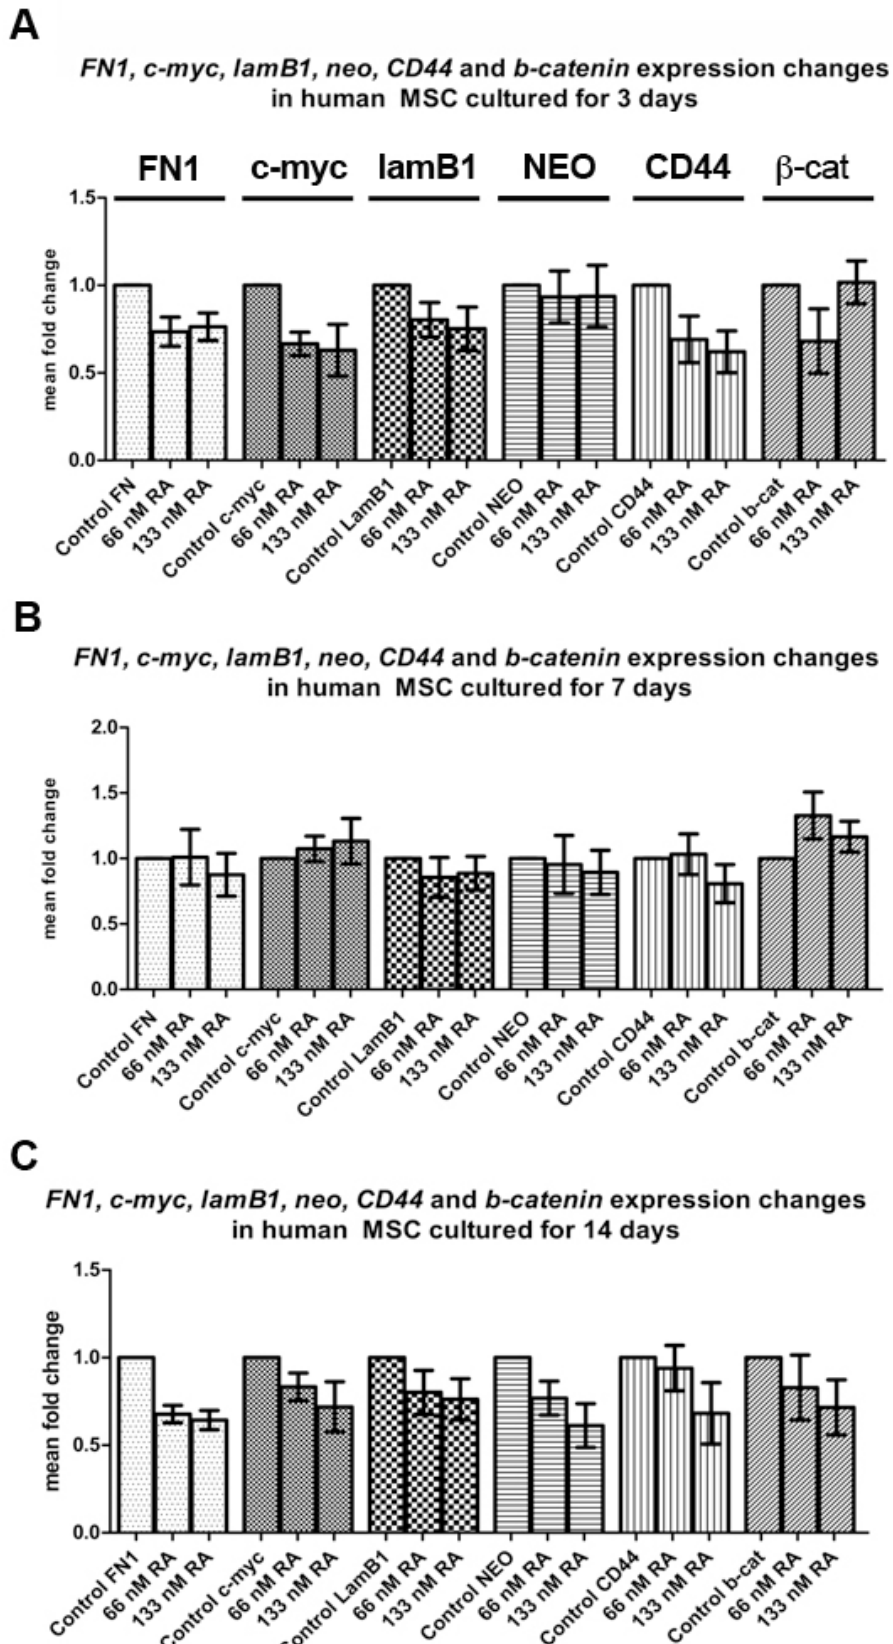 A
FN1, c-myc, lamB1, neo, CD44 and b-catenin expression changes
in human MSC cultured for 3 days
FN1 c-myc lamB1 NEO CD44 β-cat
mean fold change
1.5
1.0
0.5
0.0
Control FN
66 nM RA
133 nM RA
Control c-myc
66 nM RA
133 nM RA
Control LamB1
66 nM RA
133 nM RA
Control NEO
66 nM RA
133 nM RA
Control CD44
66 nM RA
133 nM RA
Control b-cat
66 nM RA
133 nM RA
B
FN1, c-myc, lamB1, neo, CD44 and b-catenin expression changes
in human MSC cultured for 7 days
mean fold change
2.0
1.5
1.0
0.5
0.0
Control FN
66 nM RA
133 nM RA
Control c-myc
66 nM RA
133 nM RA
Control LamB1
66 nM RA
133 nM RA
Control NEO
66 nM RA
133 nM RA
Control CD44
66 nM RA
133 nM RA
Control b-cat
66 nM RA
133 nM RA
C
FN1, c-myc, lamB1, neo, CD44 and b-catenin expression changes
in human MSC cultured for 14 days
mean fold change
1.5
1.0
0.5
0.0
Control FN1
66 nM RA
133 nM RA
Control c-myc
66 nM RA
133 nM RA
Control LamB1
66 nM RA
133 nM RA
Control NEO
66 nM RA
133 nM RA
Control CD44
66 nM RA
133 nM RA
Control b-cat
66 nM RA
133 nM RA